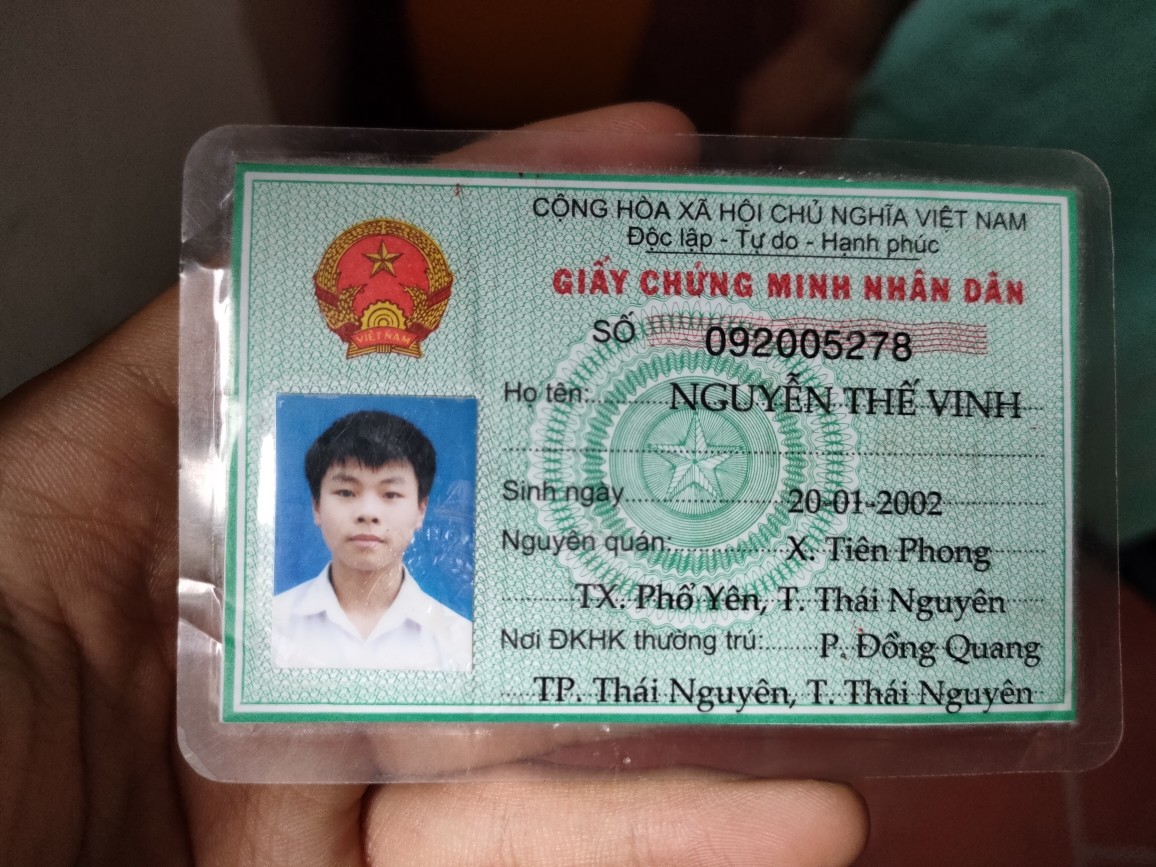 CỘNG HÒA XÃ HỘI CHỦ NGHĨA VIỆT NAM
Độc lập - Tự do - Hạnh phúc
GIẤY CHỨNG MINH NHÂN DÂN
SỐ 092005278
VIỆT NAM
Họ tên: NGUYỄN THẾ VINH
Sinh ngày 20-01-2002
Nguyên quán: X. Tiên Phong
TX. Phổ Yên, T. Thái Nguyên
Nơi ĐKHK thường trú: P. Đồng Quang
TP. Thái Nguyên, T. Thái Nguyên